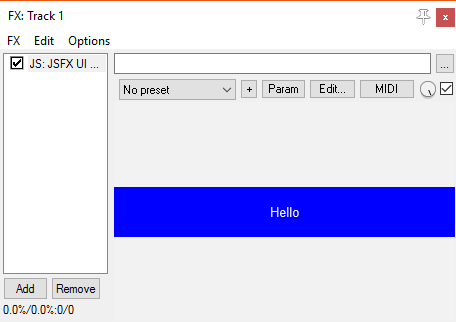 FX: Track 1
FX Edit Options
JS: JSFX UI ...
...
No preset + Param Edit... MIDI
Hello
Add Remove
0.0%/0.0%:0/0